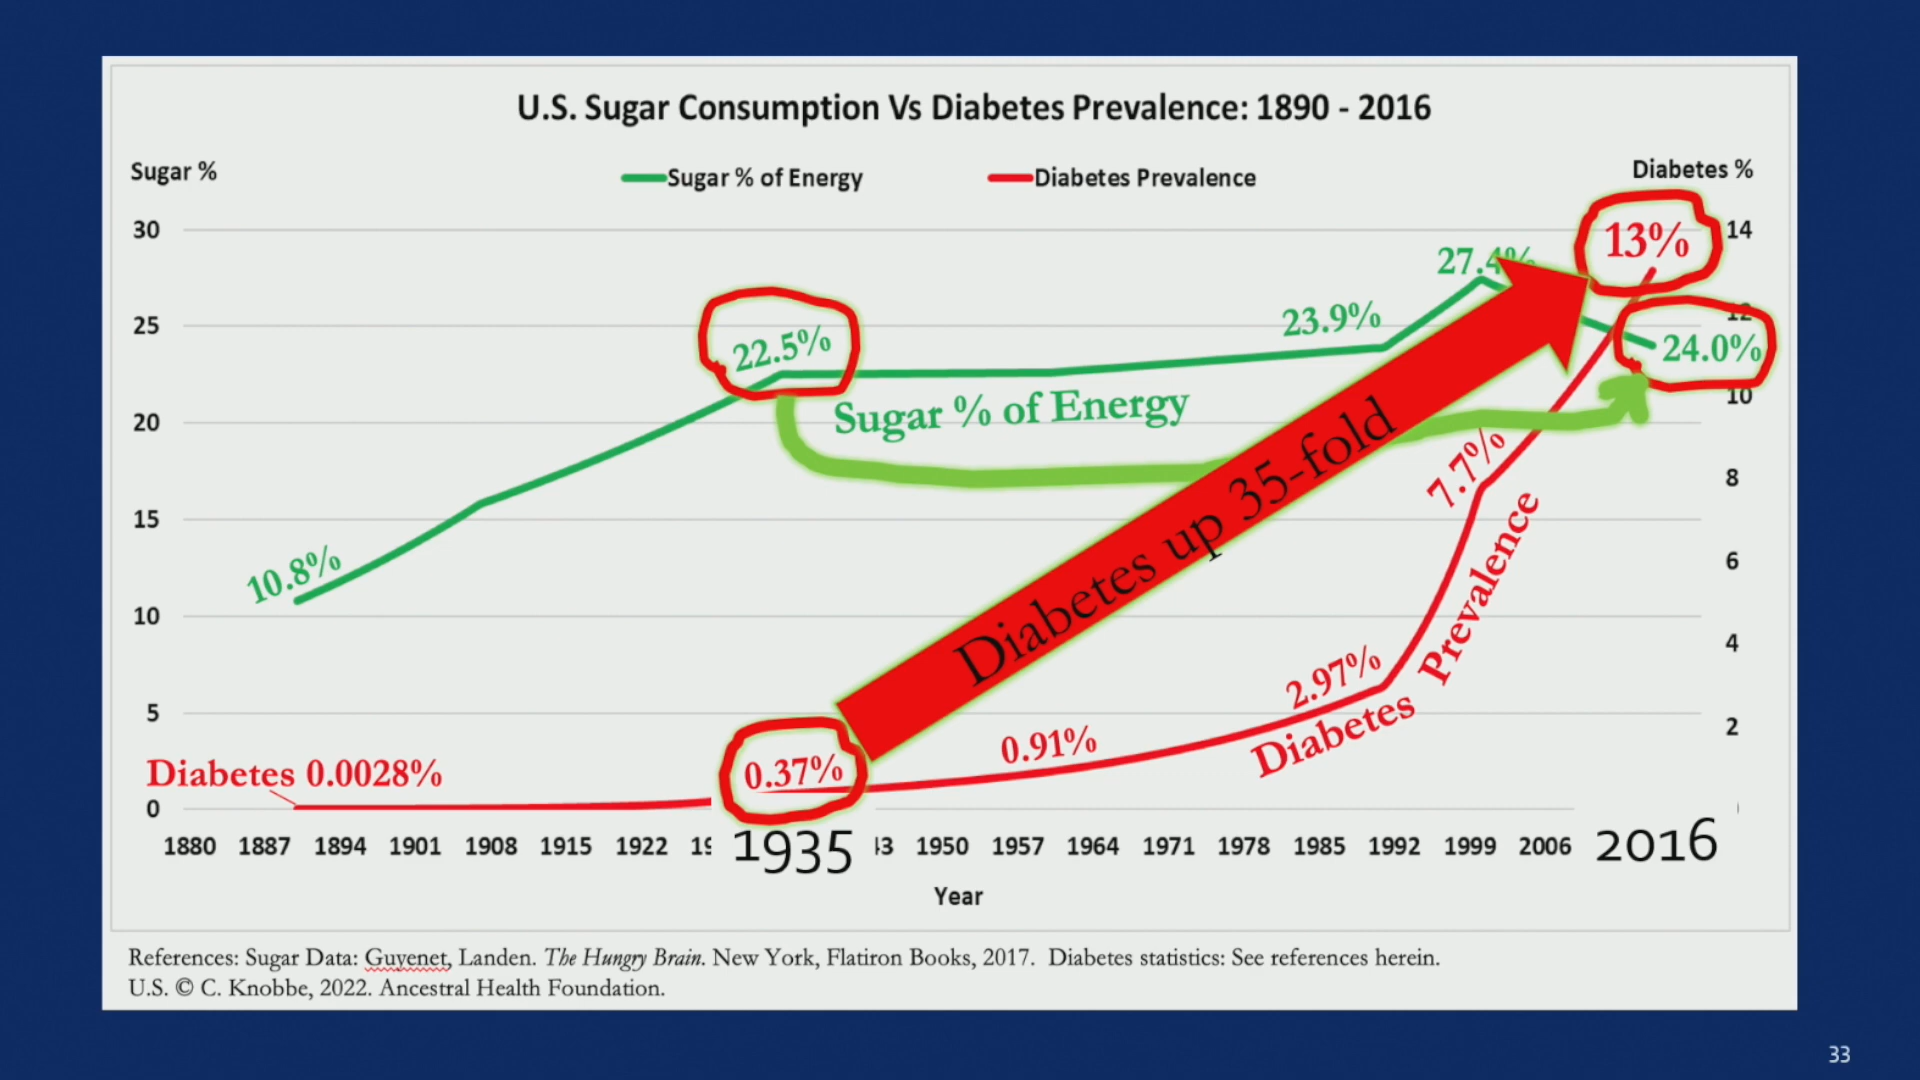 U.S. Sugar Consumption Vs Diabetes Prevalence: 1890 - 2016
Sugar %
Sugar % of Energy
Diabetes Prevalence
Diabetes %
30
25
20
15
10
5
0
14
12
10
8
6
4
2
10.8%
22.5%
23.9%
27.4%
24.0%
13%
Sugar % of Energy
Diabetes up 35-fold
7.7%
2.97%
0.91%
0.37%
Diabetes 0.0028%
Diabetes Prevalence
1880 1887 1894 1901 1908 1915 1922 1935 1950 1957 1964 1971 1978 1985 1992 1999 2006 2016
Year
References: Sugar Data: Guyenet, Landen. The Hungry Brain. New York, Flatiron Books, 2017. Diabetes statistics: See references herein.
U.S. © C. Knobbe, 2022. Ancestral Health Foundation.
33